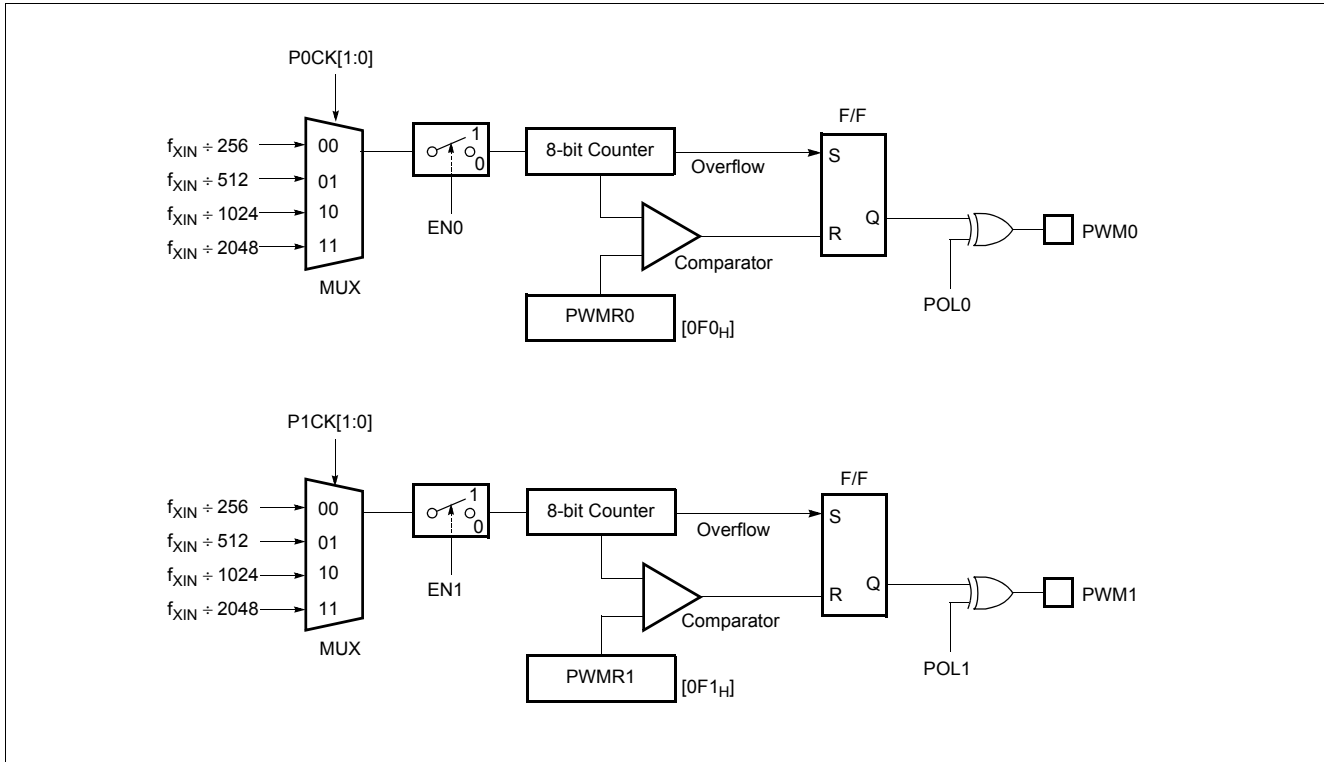 P0CK[1:0]
F/F
fXIN ÷ 256
00
1
0
8-bit Counter
Overflow
S
fXIN ÷ 512
01
fXIN ÷ 1024
10
EN0
Q
PWM0
fXIN ÷ 2048
11
R
Comparator
MUX
POL0
PWMR0
[0F0H]
P1CK[1:0]
F/F
fXIN ÷ 256
00
1
0
8-bit Counter
Overflow
S
fXIN ÷ 512
01
fXIN ÷ 1024
10
EN1
Q
PWM1
fXIN ÷ 2048
11
R
Comparator
MUX
POL1
PWMR1
[0F1H]